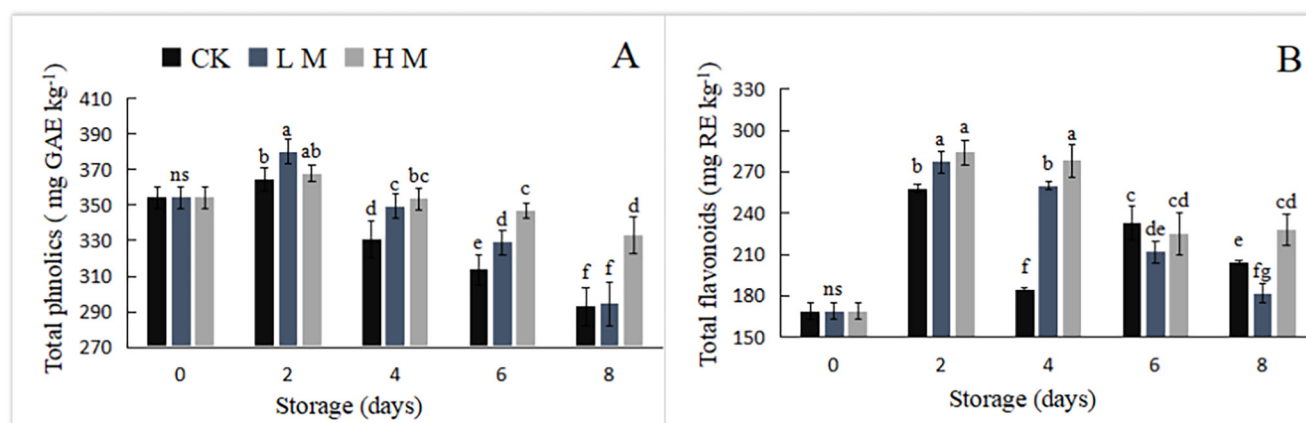 CK L M H M A
Total phnolics ( mg GAE kg-1)
410
390
370
350
330
310
290
270
ns
b a ab
d c bc
e d c
f f d
0 2 4 6 8
Storage (days)
B
Total flavonoids (mg RE kg-1)
330
300
270
240
210
180
150
ns
b a a
f b a
c de cd
e fg cd
0 2 4 6 8
Storage (days)